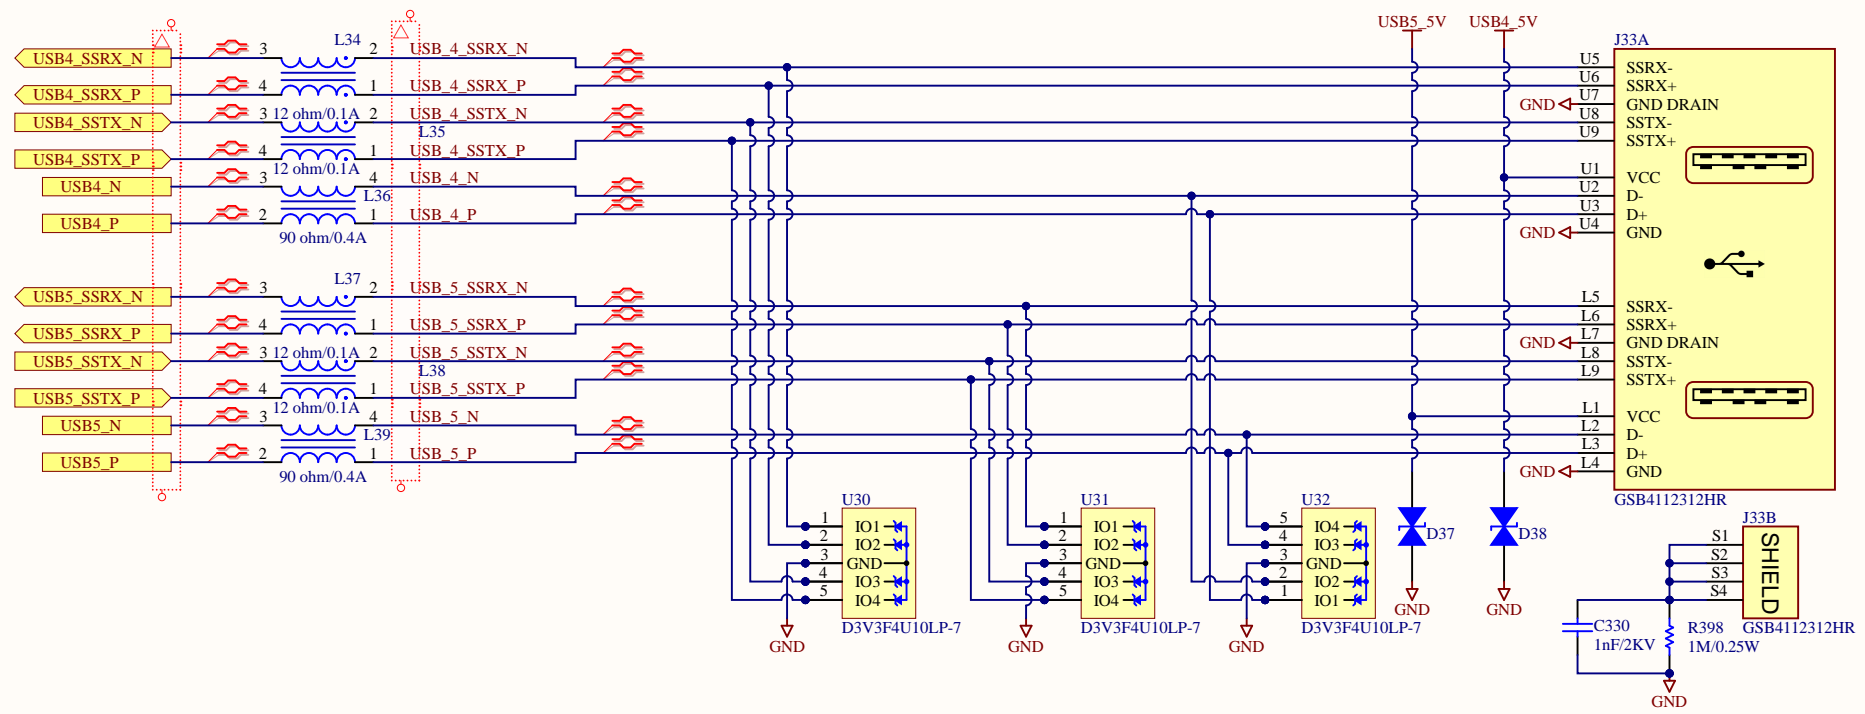 USB5_5V USB4_5V
USB4_SSRX_N 3 L34 2 USB_4_SSRX_N
USB4_SSRX_P 4 1 USB_4_SSRX_P
12 ohm/0.1A
USB4_SSTX_N 3 2 USB_4_SSTX_N
L35
USB4_SSTX_P 4 1 USB_4_SSTX_P
12 ohm/0.1A
USB4_N 3 4 USB_4_N
L36
USB4_P 2 1 USB_4_P
90 ohm/0.4A
USB5_SSRX_N 3 L37 2 USB_5_SSRX_N
USB5_SSRX_P 4 1 USB_5_SSRX_P
12 ohm/0.1A
USB5_SSTX_N 3 2 USB_5_SSTX_N
L38
USB5_SSTX_P 4 1 USB_5_SSTX_P
12 ohm/0.1A
USB5_N 3 4 USB_5_N
L39
USB5_P 2 1 USB_5_P
90 ohm/0.4A
J33A
U5 SSRX-
U6 SSRX+
GND U7 GND DRAIN
U8 SSTX-
U9 SSTX+
U1 VCC
U2 D-
U3 D+
GND U4 GND
L5 SSRX-
L6 SSRX+
GND L7 GND DRAIN
L8 SSTX-
L9 SSTX+
L1 VCC
L2 D-
L3 D+
GND L4 GND
GSB4112312HR
U30
1 IO1
2 IO2
3 GND
4 IO3
5 IO4
D3V3F4U10LP-7
GND
U31
1 IO1
2 IO2
3 GND
4 IO3
5 IO4
D3V3F4U10LP-7
GND
U32
5 IO4
4 IO3
3 GND
2 IO2
1 IO1
D3V3F4U10LP-7
GND
D37
GND
D38
GND
J33B
S1
S2
S3
S4
SHIELD
GSB4112312HR
C330
1nF/2KV
R398
1M/0.25W
GND